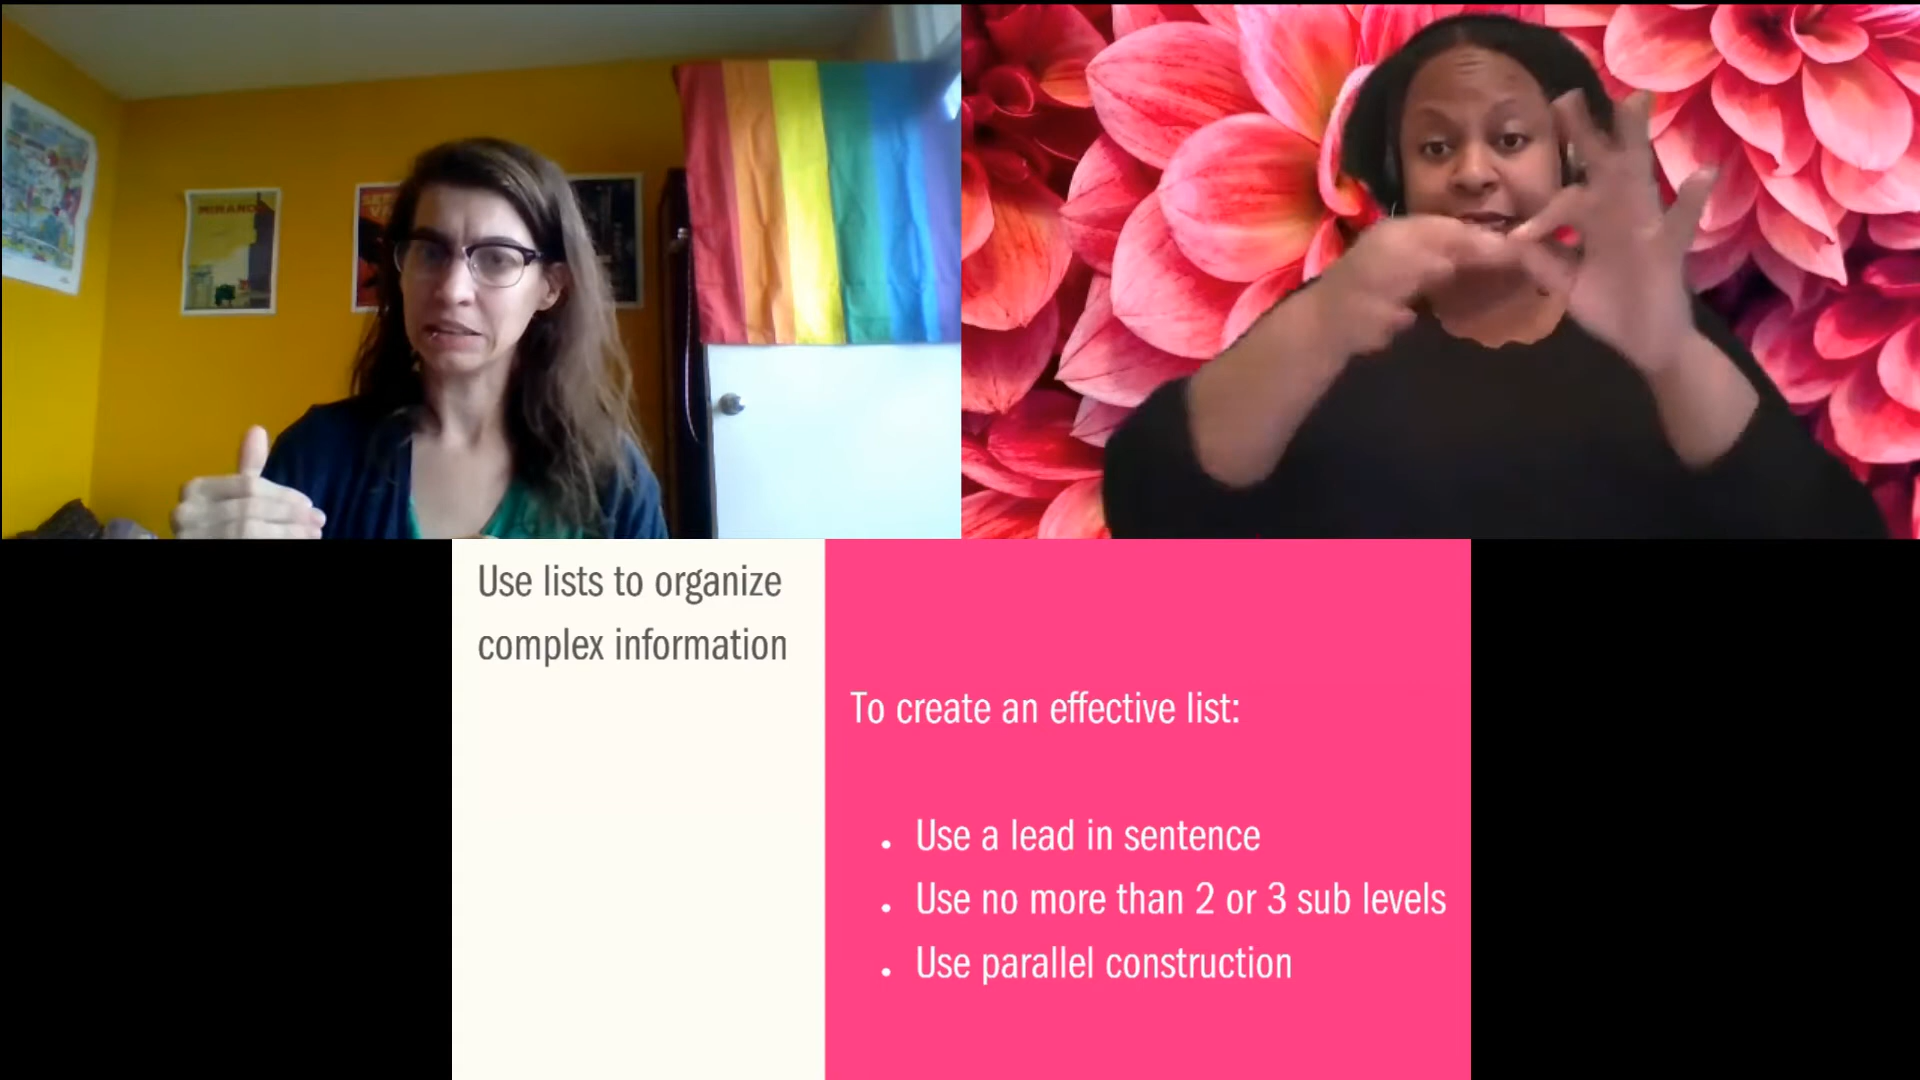 MIRANO
Use lists to organize
complex information
To create an effective list:
Use a lead in sentence
Use no more than 2 or 3 sub levels
Use parallel construction